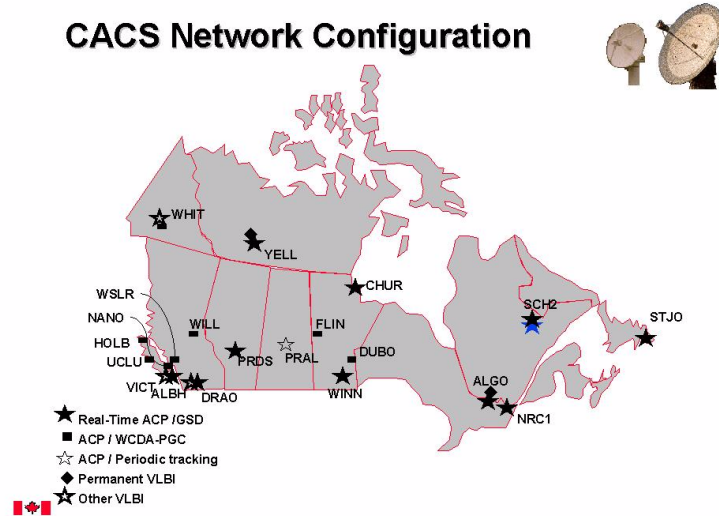 CACS Network Configuration
WHIT
YELL
CHUR
WSLR
NANO
WILL
FLIN
SCH2
STJO
HOLB
UCLU
PRDS
PRAL
DUBO
VICT
ALBH
DRAO
WINN
ALGO
NRC1
Real-Time ACP /GSD
ACP / WCDA-PGC
ACP / Periodic tracking
Permanent VLBI
Other VLBI